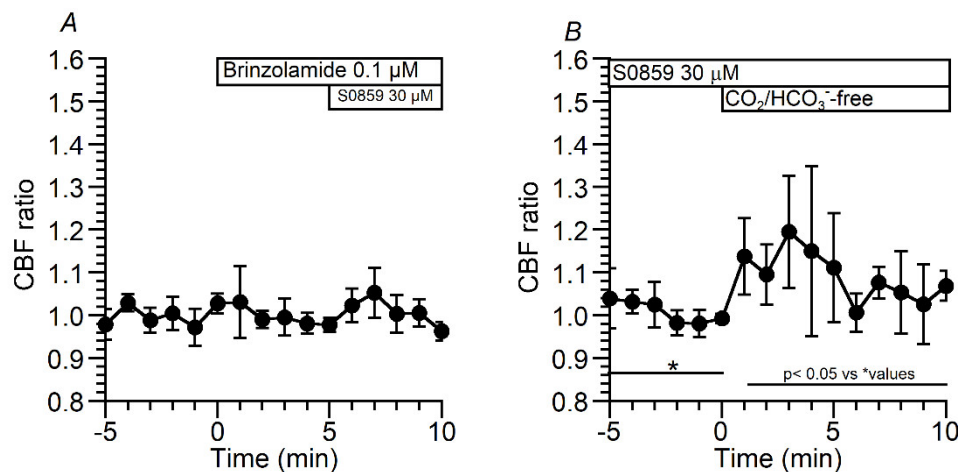 A
1.6
1.5
1.4
1.3
1.2
1.1
1.0
0.9
0.8
CBF ratio
Brinzolamide 0.1 µM
S0859 30 µM
-5
0
5
10
Time (min)
B
1.6
1.5
1.4
1.3
1.2
1.1
1.0
0.9
0.8
CBF ratio
S0859 30 µM
CO₂/HCO₃⁻-free
*
p< 0.05 vs *values
-5
0
5
10
Time (min)